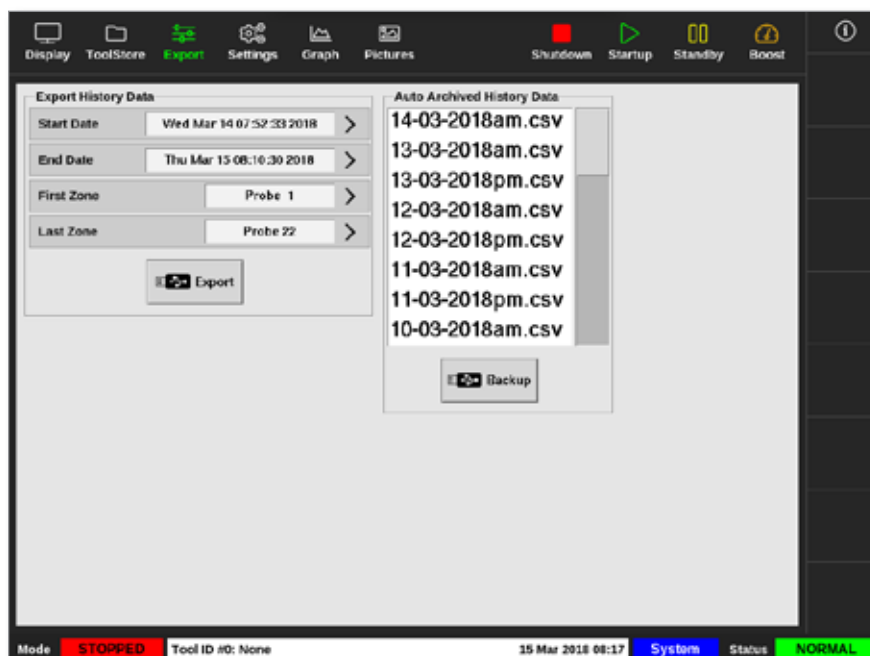 Display ToolStore Export Settings Graph Pictures Shutdown Startup Standby Boost
Export History Data
Start Date Wed Mar 14 07:52:33 2018
End Date Thu Mar 15 08:10:30 2018
First Zone Probe 1
Last Zone Probe 22
Export
Auto Archived History Data
14-03-2018am.csv
13-03-2018am.csv
13-03-2018pm.csv
12-03-2018am.csv
12-03-2018pm.csv
11-03-2018am.csv
11-03-2018pm.csv
10-03-2018am.csv
Backup
Mode STOPPED Tool ID #0: None 15 Mar 2018 08:17 System Status NORMAL